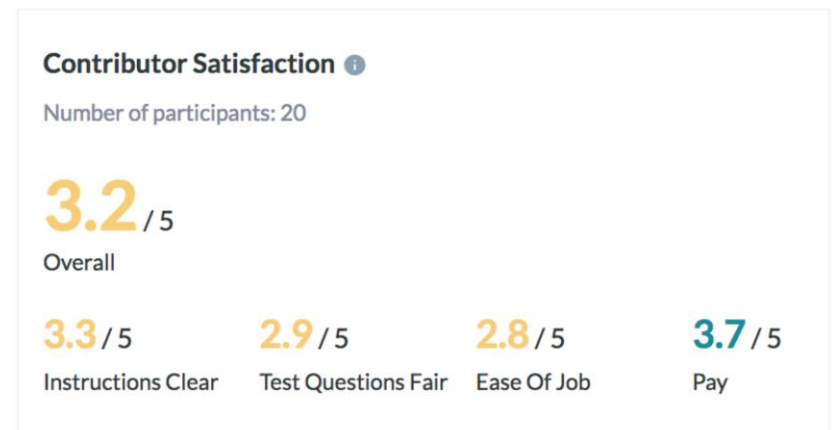 Contributor Satisfaction
Number of participants: 20
3.2 / 5
Overall
3.3 / 5 2.9 / 5 2.8 / 5 3.7 / 5
Instructions Clear Test Questions Fair Ease Of Job Pay